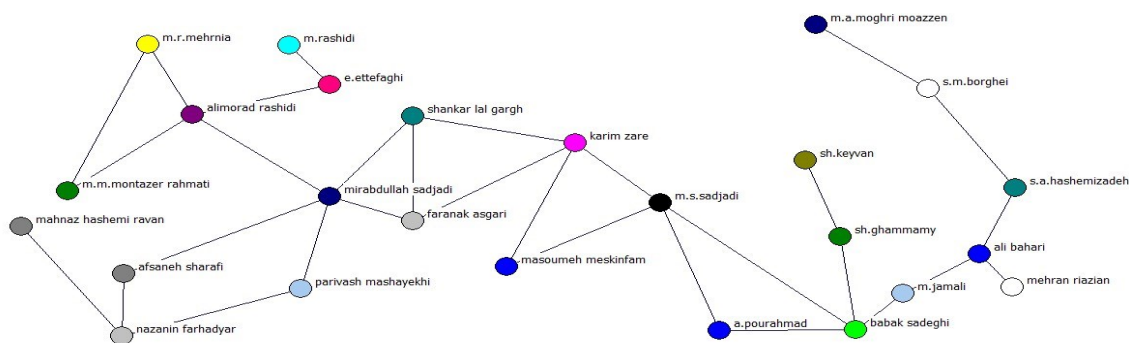 m.a.moghri moazzen
m.r.mehrnia
m.rashidi
e.ettefaghi
s.m.borghei
alimorad rashidi
shankar lal gargh
karim zare
sh.keyvan
m.m.montazer rahmati
mirabdullah sadjadi
s.a.hashemizadeh
m.s.sadjadi
mahnaz hashemi ravan
faranak asgari
sh.ghammamy
ali bahari
masoumeh meskinfam
afsaneh sharafi
parivash mashayekhi
m.jamali
mehran riazian
nazanin farhadyar
a.pourahmad
babak sadeghi